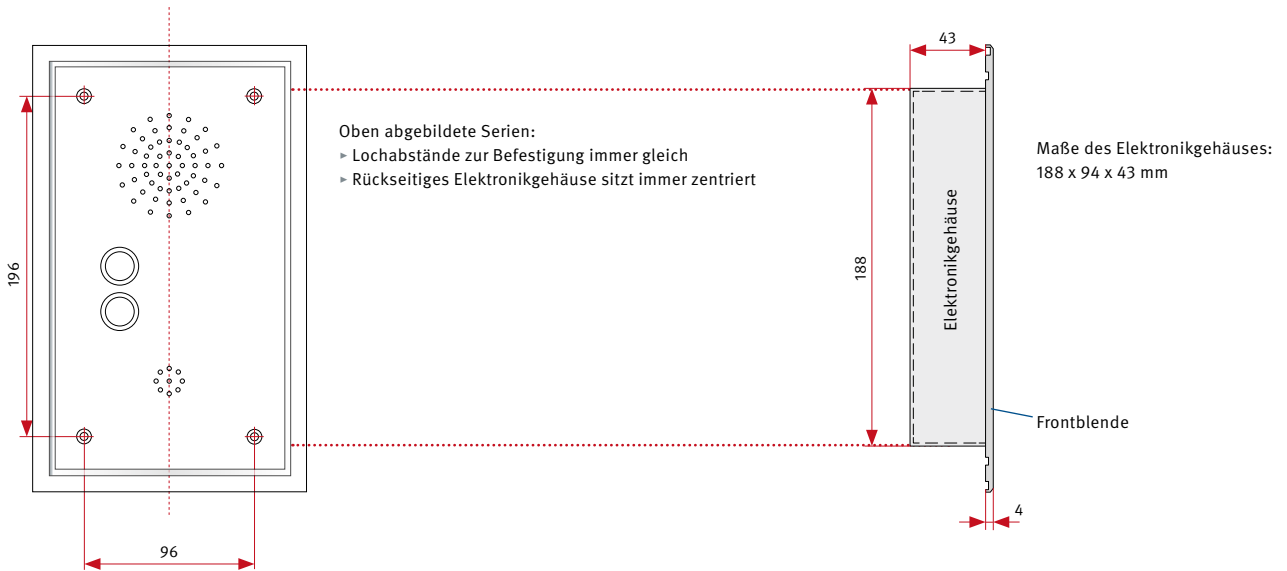 43
Oben abgebildete Serien:
▸ Lochabstände zur Befestigung immer gleich
▸ Rückseitiges Elektronikgehäuse sitzt immer zentriert
Maße des Elektronikgehäuses:
188 x 94 x 43 mm
196
188
Elektronikgehäuse
Frontblende
4
96